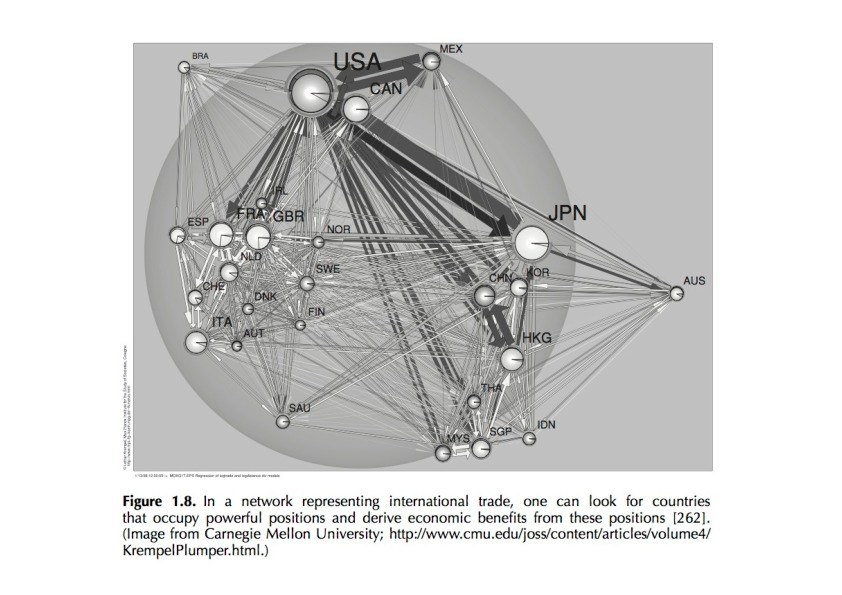 BRA
USA
MEX
CAN
IRL
ESP
FRA
GBR
JPN
NOR
NLD
SWE
CHN
KOR
CHE
AUS
DNK
FIN
ITA
AUT
HKG
THA
SAU
IDN
MYS
SGP
Figure 1.8. In a network representing international trade, one can look for countries
that occupy powerful positions and derive economic benefits from these positions [262].
(Image from Carnegie Mellon University; http://www.cmu.edu/joss/content/articles/volume4/
KrempelPlumper.html.)